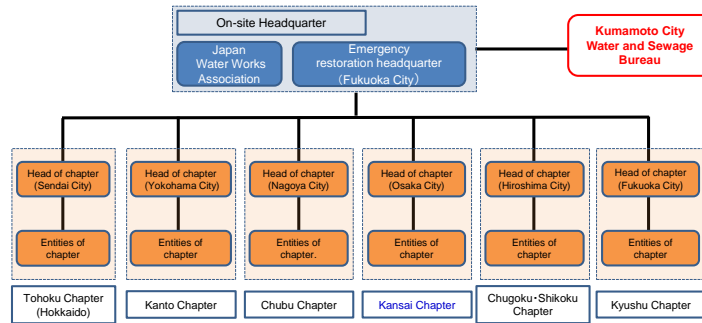 On-site Headquarter
Japan
Water Works
Association
Emergency
restoration headquarter
(Fukuoka City）
Kumamoto City
Water and Sewage
Bureau
Head of chapter
(Sendai City)
Head of chapter
(Yokohama City)
Head of chapter
(Nagoya City)
Head of chapter
(Osaka City)
Head of chapter
(Hiroshima City)
Head of chapter
(Fukuoka City)
Entities of
chapter
Entities of
chapter
Entities of
chapter.
Entities of
chapter
Entities of
chapter
Entities of
chapter
Tohoku Chapter
(Hokkaido)
Kanto Chapter
Chubu Chapter
Kansai Chapter
Chugoku・Shikoku
Chapter
Kyushu Chapter